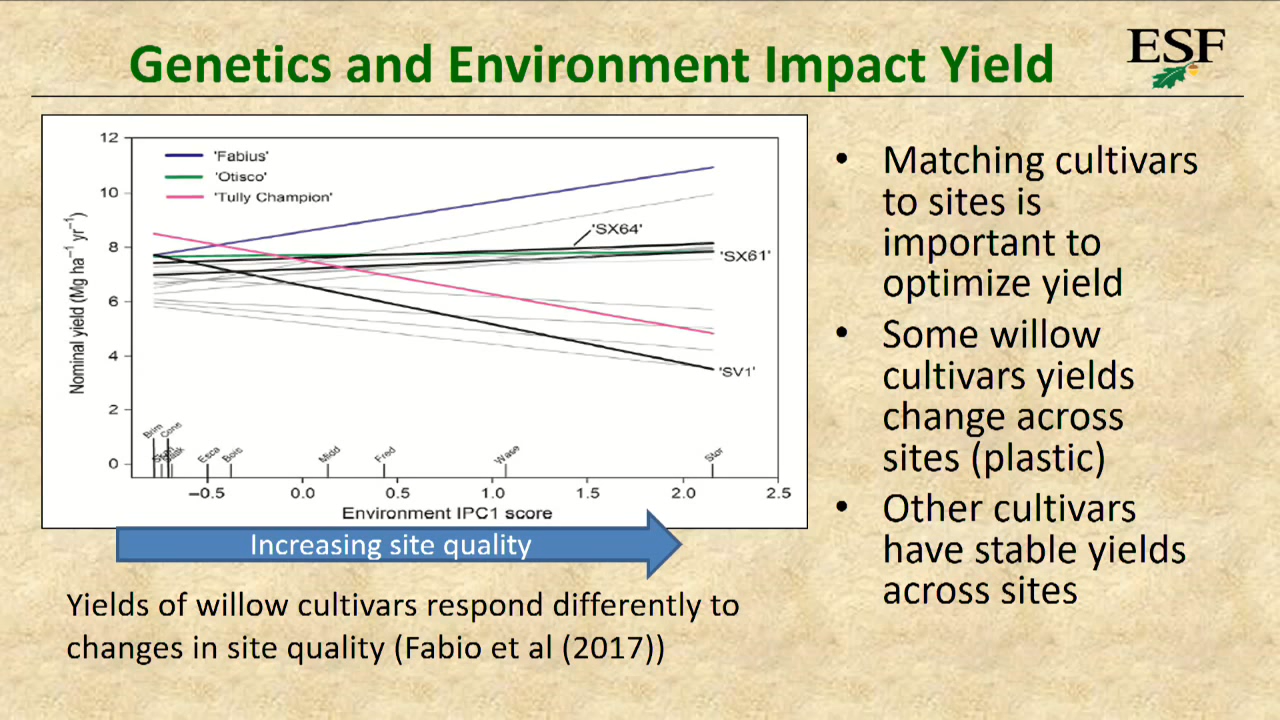 Genetics and Environment Impact Yield
ESF
12
10
8
6
4
2
0
Nominal yield (Mg ha⁻¹ yr⁻¹)
'Fabius'
'Otisco'
'Tully Champion'
'SX64'
'SX61'
'SV1'
Brim
Cons
Esca
Bois
Midd
Fred
Wase
Stor
−0.5
0.0
0.5
1.0
1.5
2.0
2.5
Environment IPC1 score
Increasing site quality
Yields of willow cultivars respond differently to
changes in site quality (Fabio et al (2017))
• Matching cultivars
to sites is
important to
optimize yield
• Some willow
cultivars yields
change across
sites (plastic)
• Other cultivars
have stable yields
across sites